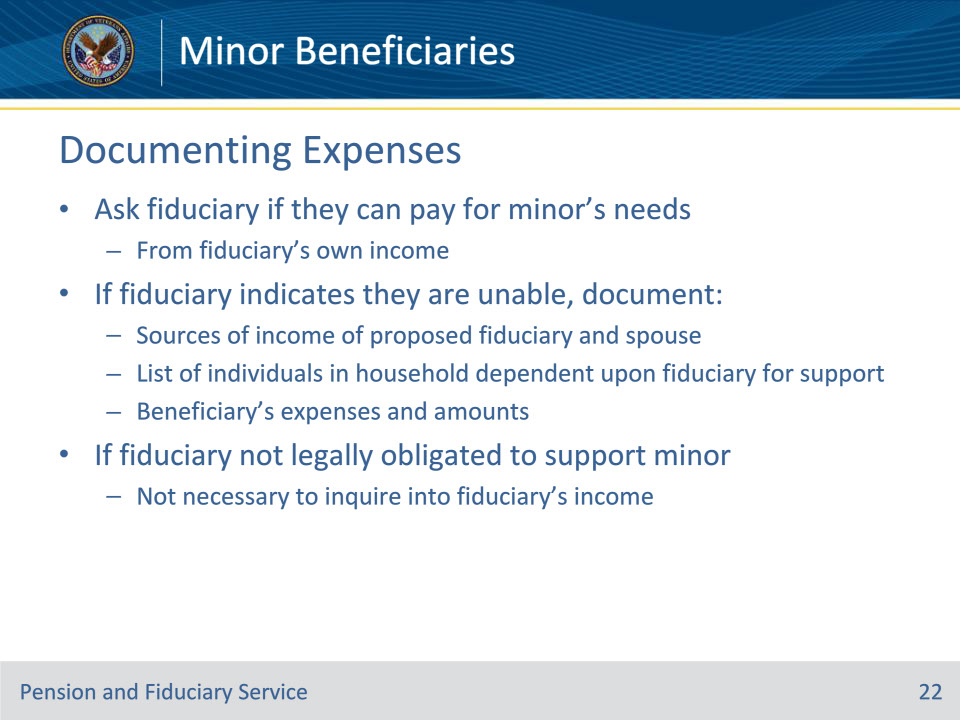 Minor Beneficiaries
Documenting Expenses
• Ask fiduciary if they can pay for minor’s needs
– From fiduciary’s own income
• If fiduciary indicates they are unable, document:
– Sources of income of proposed fiduciary and spouse
– List of individuals in household dependent upon fiduciary for support
– Beneficiary’s expenses and amounts
• If fiduciary not legally obligated to support minor
– Not necessary to inquire into fiduciary’s income
Pension and Fiduciary Service
22